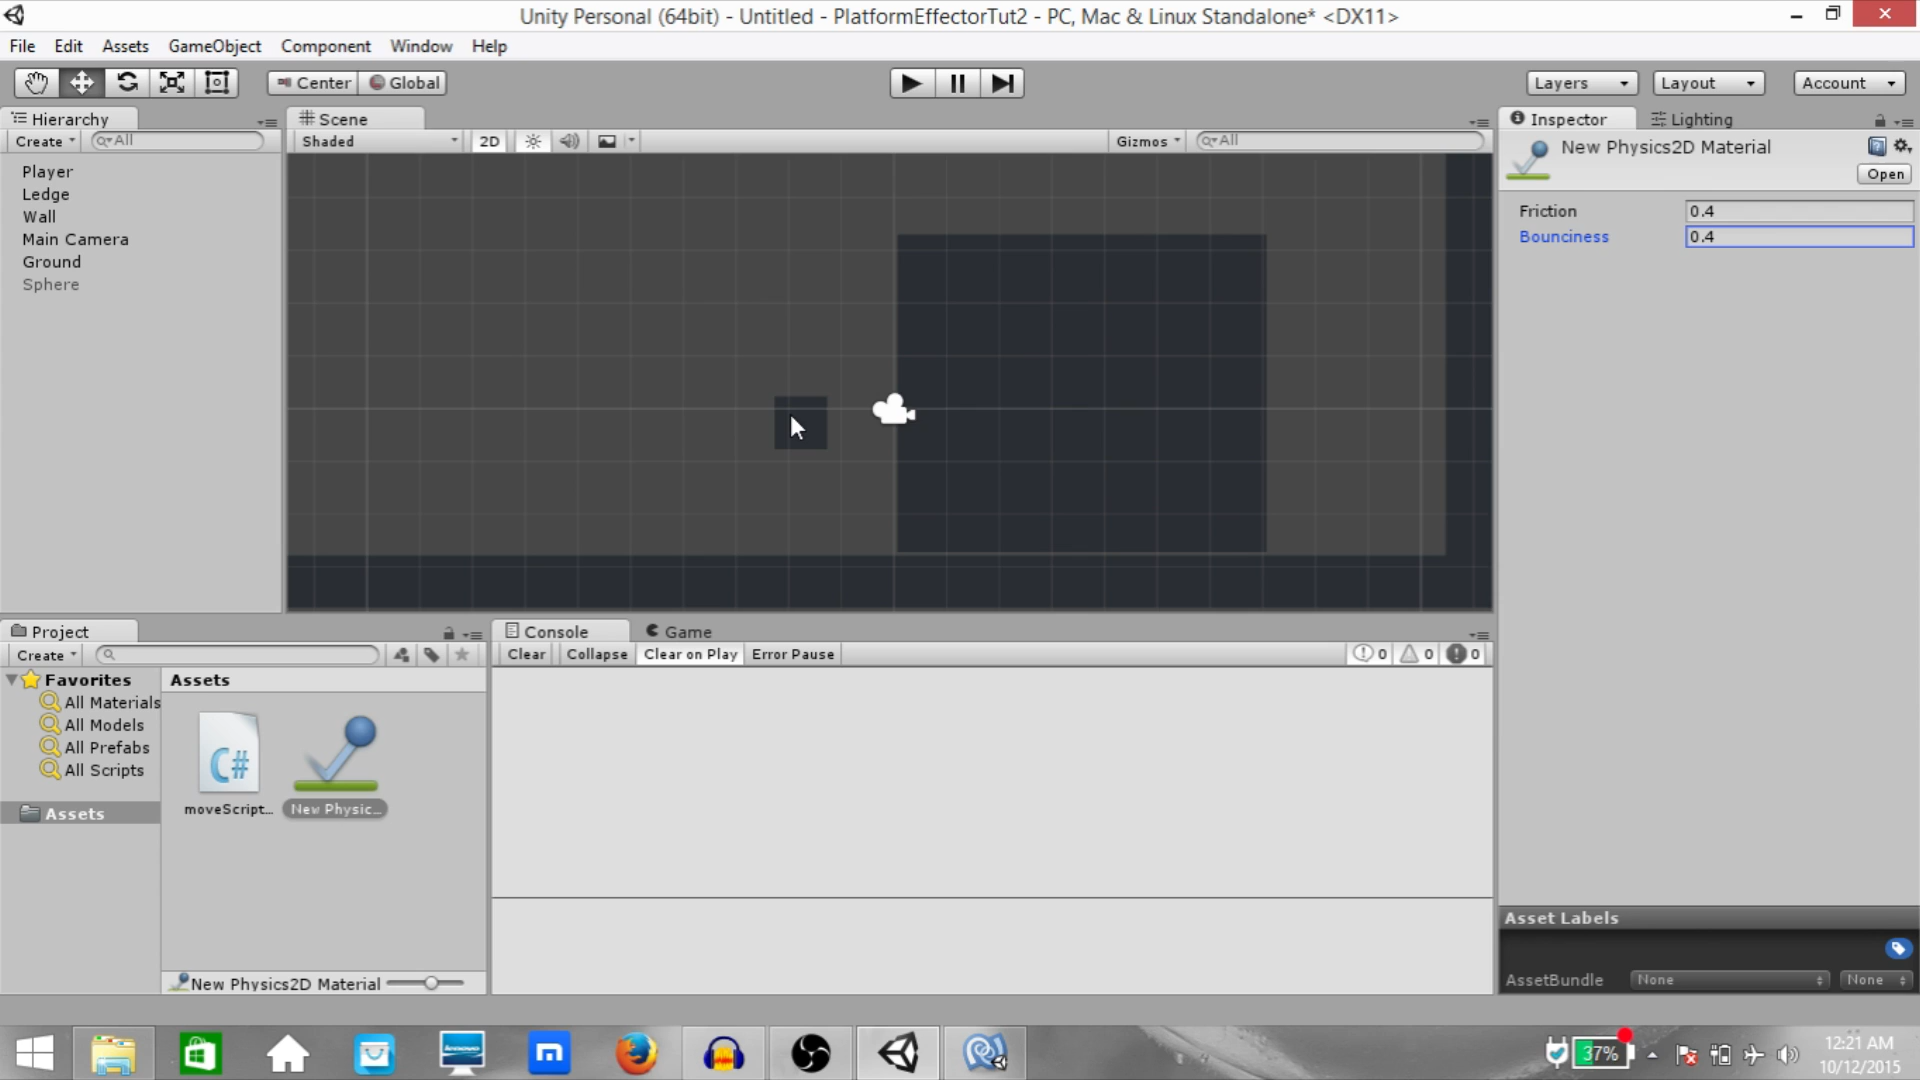 Unity Personal (64bit) - Untitled - PlatformEffectorTut2 - PC, Mac & Linux Standalone* <DX11>
File Edit Assets GameObject Component Window Help
Center Global Layers Layout Account
Hierarchy
Create All
Player
Ledge
Wall
Main Camera
Ground
Sphere
Scene
Shaded 2D Gizmos All
Inspector Lighting
New Physics2D Material
Open
Friction 0.4
Bounciness 0.4
Project
Create
Favorites
All Materials
All Models
All Prefabs
All Scripts
Assets
Assets
C#
moveScript...
New Physic...
New Physics2D Material
Console Game
Clear Collapse Clear on Play Error Pause 0 0 0
Asset Labels
AssetBundle None None
lenovo
m
37%
12:21 AM
10/12/2015